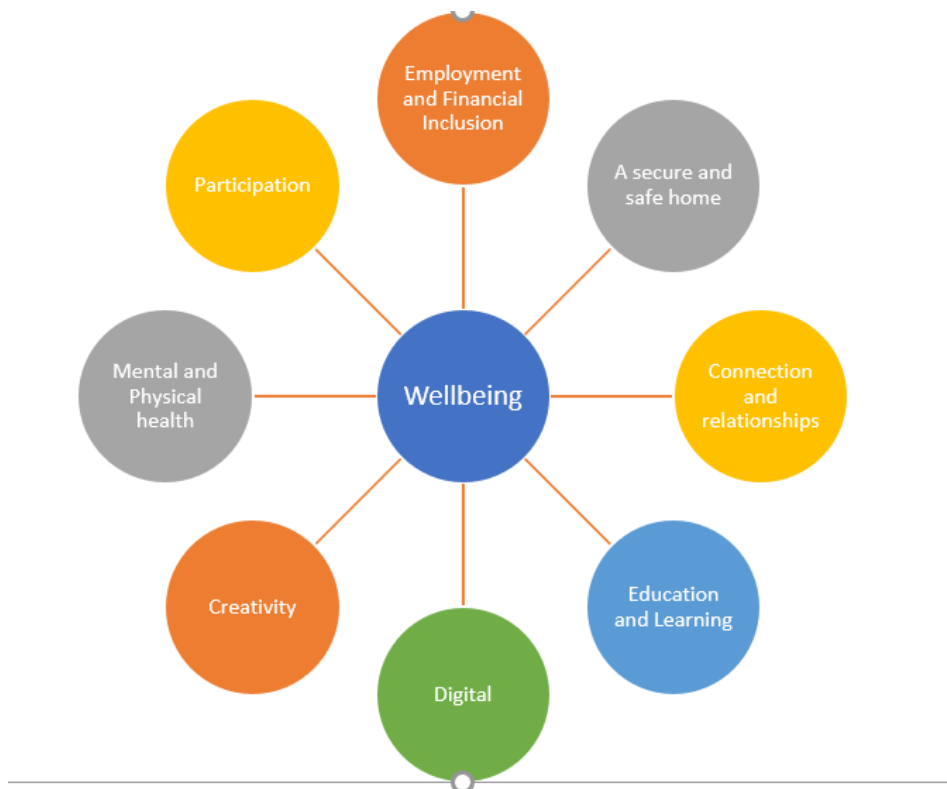 Employment
and Financial
Inclusion
A secure and
safe home
Connection
and
relationships
Education
and Learning
Digital
Creativity
Mental and
Physical
health
Participation
Wellbeing